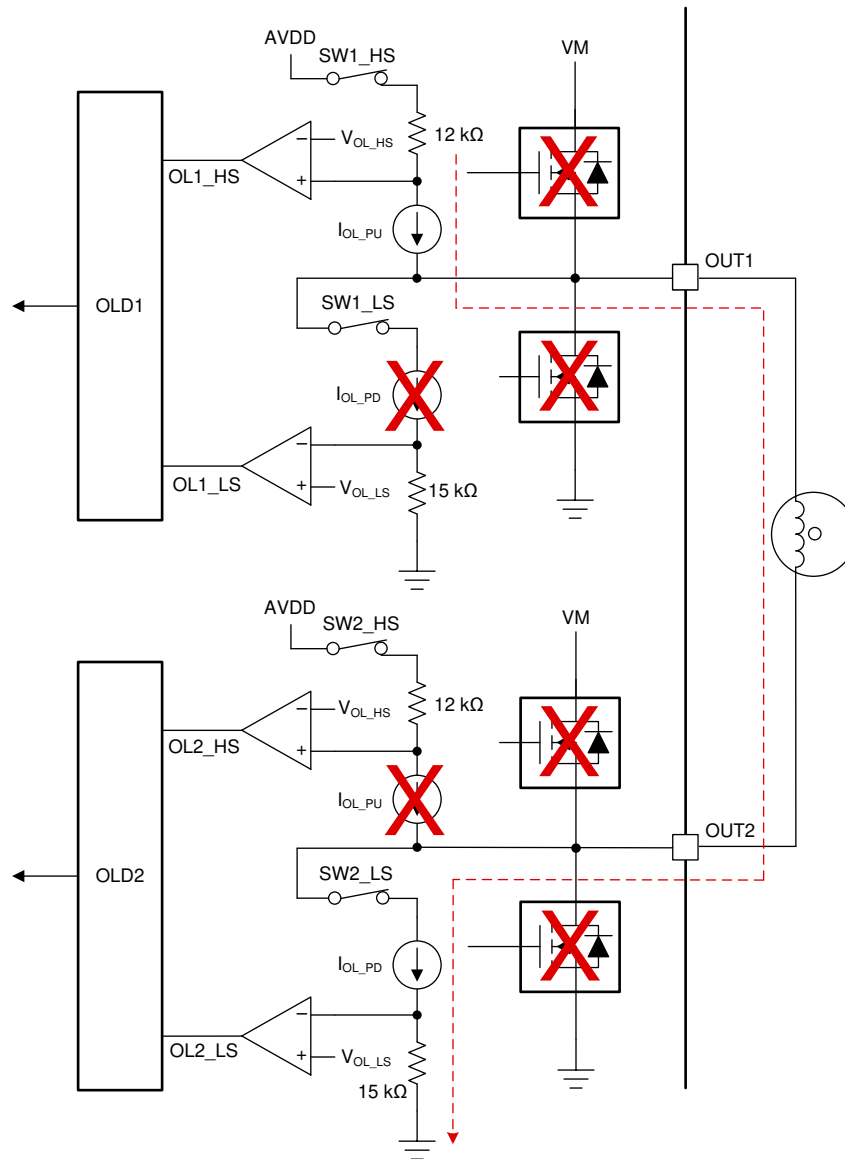 AVDD
SW1_HS
VM
12 kΩ
V_OL_HS
OL1_HS
I_OL_PU
OUT1
SW1_LS
OLD1
I_OL_PD
OL1_LS
V_OL_LS
15 kΩ
AVDD
SW2_HS
VM
12 kΩ
V_OL_HS
OL2_HS
I_OL_PU
OUT2
SW2_LS
OLD2
I_OL_PD
OL2_LS
V_OL_LS
15 kΩ